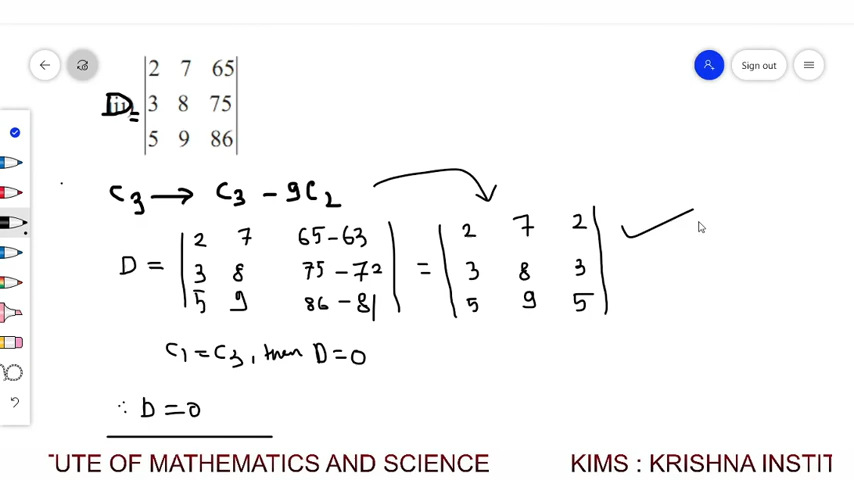 Sign out
D =
|2 7 65|
|3 8 75|
|5 9 86|
C₃ → C₃ - 9C₂
D = |2 7 65-63| = |2 7 2|
|3 8 75-72| |3 8 3|
|5 9 86-81| |5 9 5|
C₁ = C₃, then D = 0
∴ D = 0
UTE OF MATHEMATICS AND SCIENCE KIMS : KRISHNA INSTIT